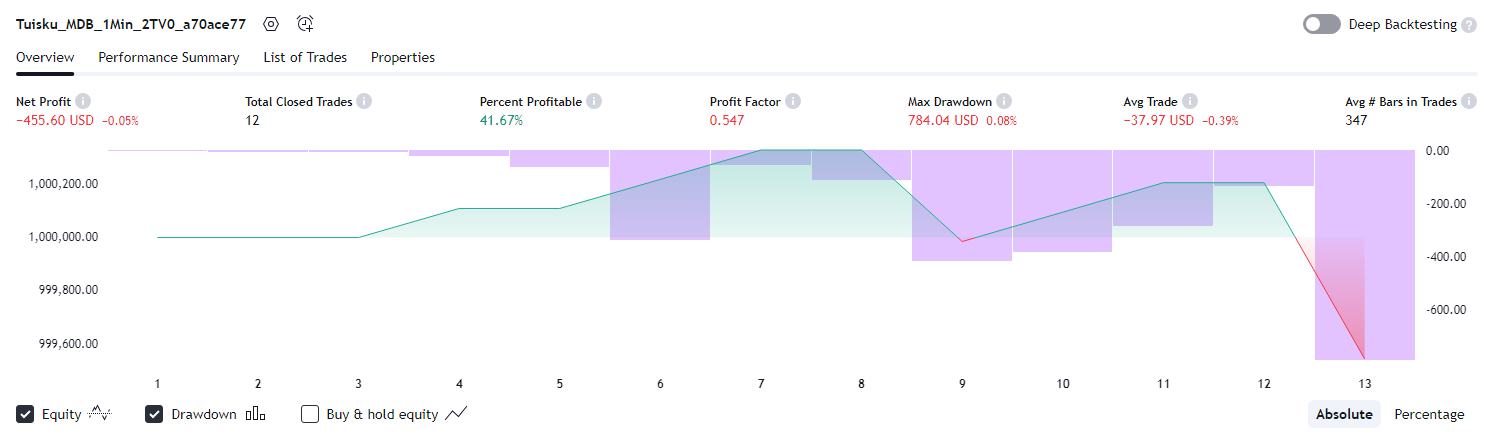 Tuisku_MDB_1Min_2TV0_a70ace77
Deep Backtesting ?
Overview Performance Summary List of Trades Properties
Net Profit Total Closed Trades Percent Profitable Profit Factor Max Drawdown Avg Trade Avg # Bars in Trades
−455.60 USD −0.05% 12 41.67% 0.547 784.04 USD 0.08% −37.97 USD −0.39% 347
0.00
1,000,200.00
-200.00
1,000,000.00
-400.00
999,800.00
-600.00
999,600.00
1 2 3 4 5 6 7 8 9 10 11 12 13
Equity Drawdown Buy & hold equity Absolute Percentage